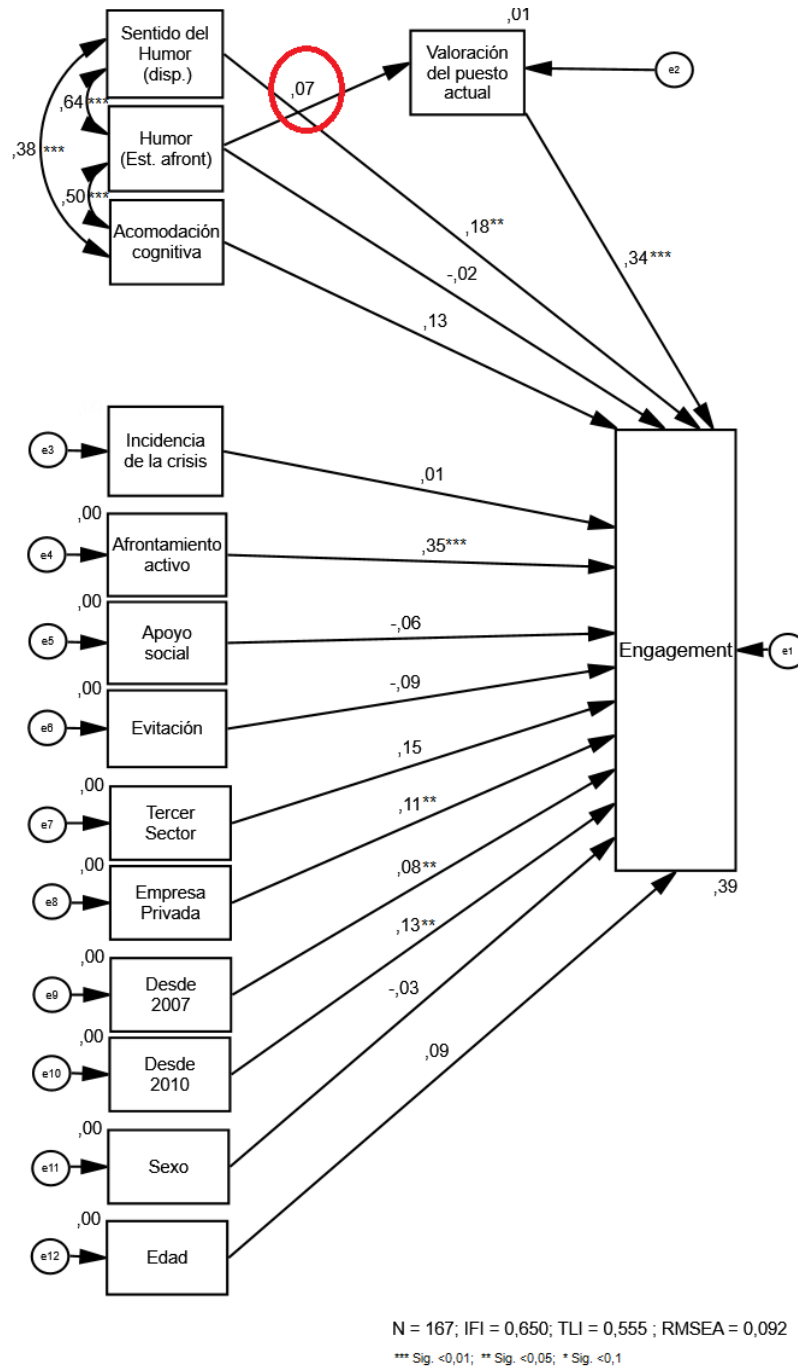 ,01
Sentido del
Humor
(disp.)
Valoración
del puesto
actual
e2
,07
,64***
Humor
(Est. afront)
,38 ***
,50***
Acomodación
cognitiva
,18**
,34***
-,02
,13
Incidencia
de la crisis
e3
,01
,00
Afrontamiento
activo
e4
,35***
,00
Apoyo
social
e5
-,06
Engagement
e1
,00
Evitación
e6
-,09
,15
,00
Tercer
Sector
e7
,11**
,00
Empresa
Privada
e8
,08**
,39
,13**
,00
Desde
2007
e9
-,03
,00
Desde
2010
e10
,09
,00
Sexo
e11
,00
Edad
e12
N = 167; IFI = 0,650; TLI = 0,555 ; RMSEA = 0,092
*** Sig. <0,01; ** Sig. <0,05; * Sig <0,1